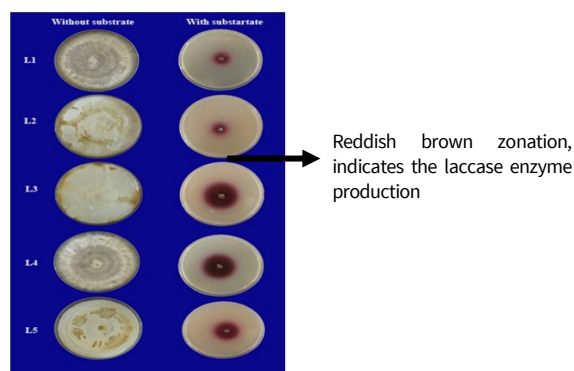 Without substrate With substartate
L1
L2
Reddish brown zonation,
indicates the laccase enzyme
production
L3
L4
L5